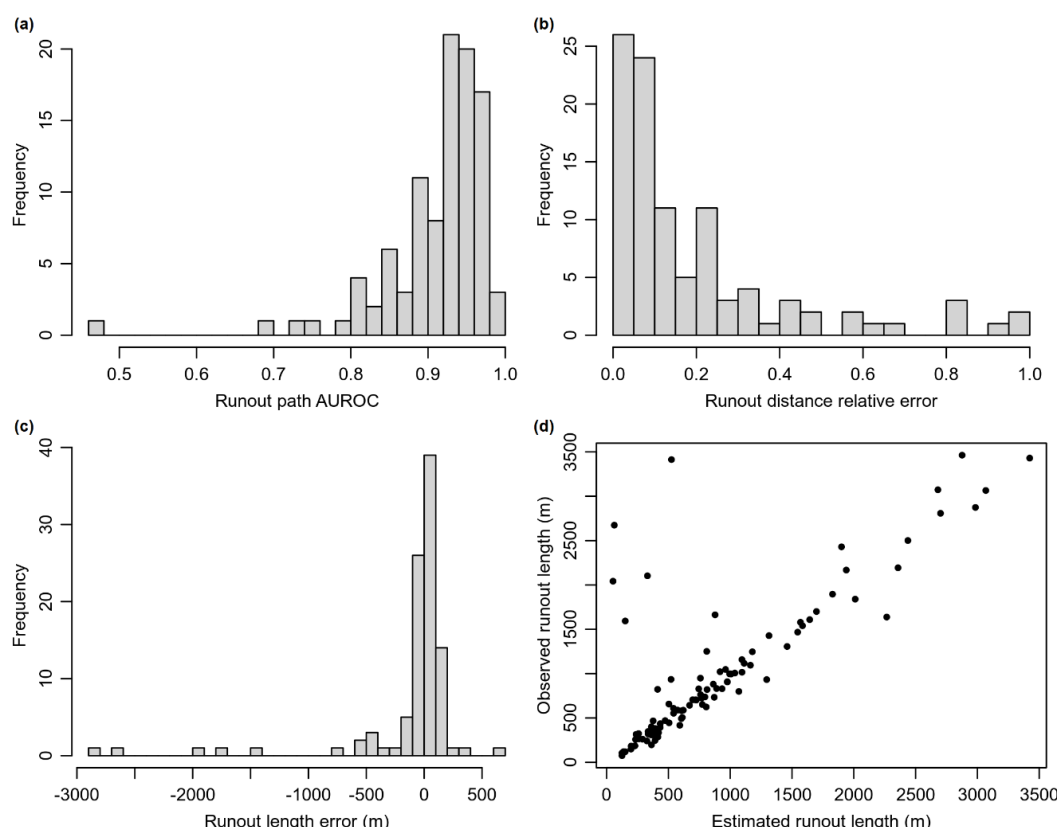 (a)
Frequency
0 5 10 15 20
0.5 0.6 0.7 0.8 0.9 1.0
Runout path AUROC
(b)
Frequency
0 5 10 15 20 25
0.0 0.2 0.4 0.6 0.8 1.0
Runout distance relative error
(c)
Frequency
0 10 20 30 40
-3000 -2000 -1000 0 500
Runout length error (m)
(d)
Observed runout length (m)
0 500 1500 2500 3500
0 500 1000 1500 2000 2500 3000 3500
Estimated runout length (m)